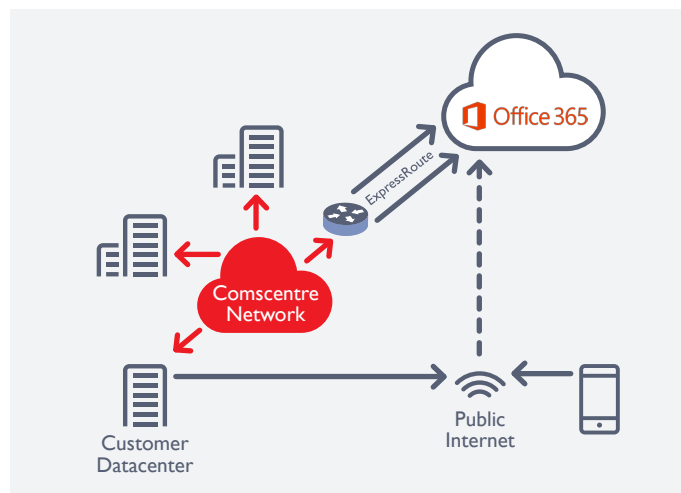 Office 365
ExpressRoute
Comscentre
Network
Customer
Datacenter
Public
Internet